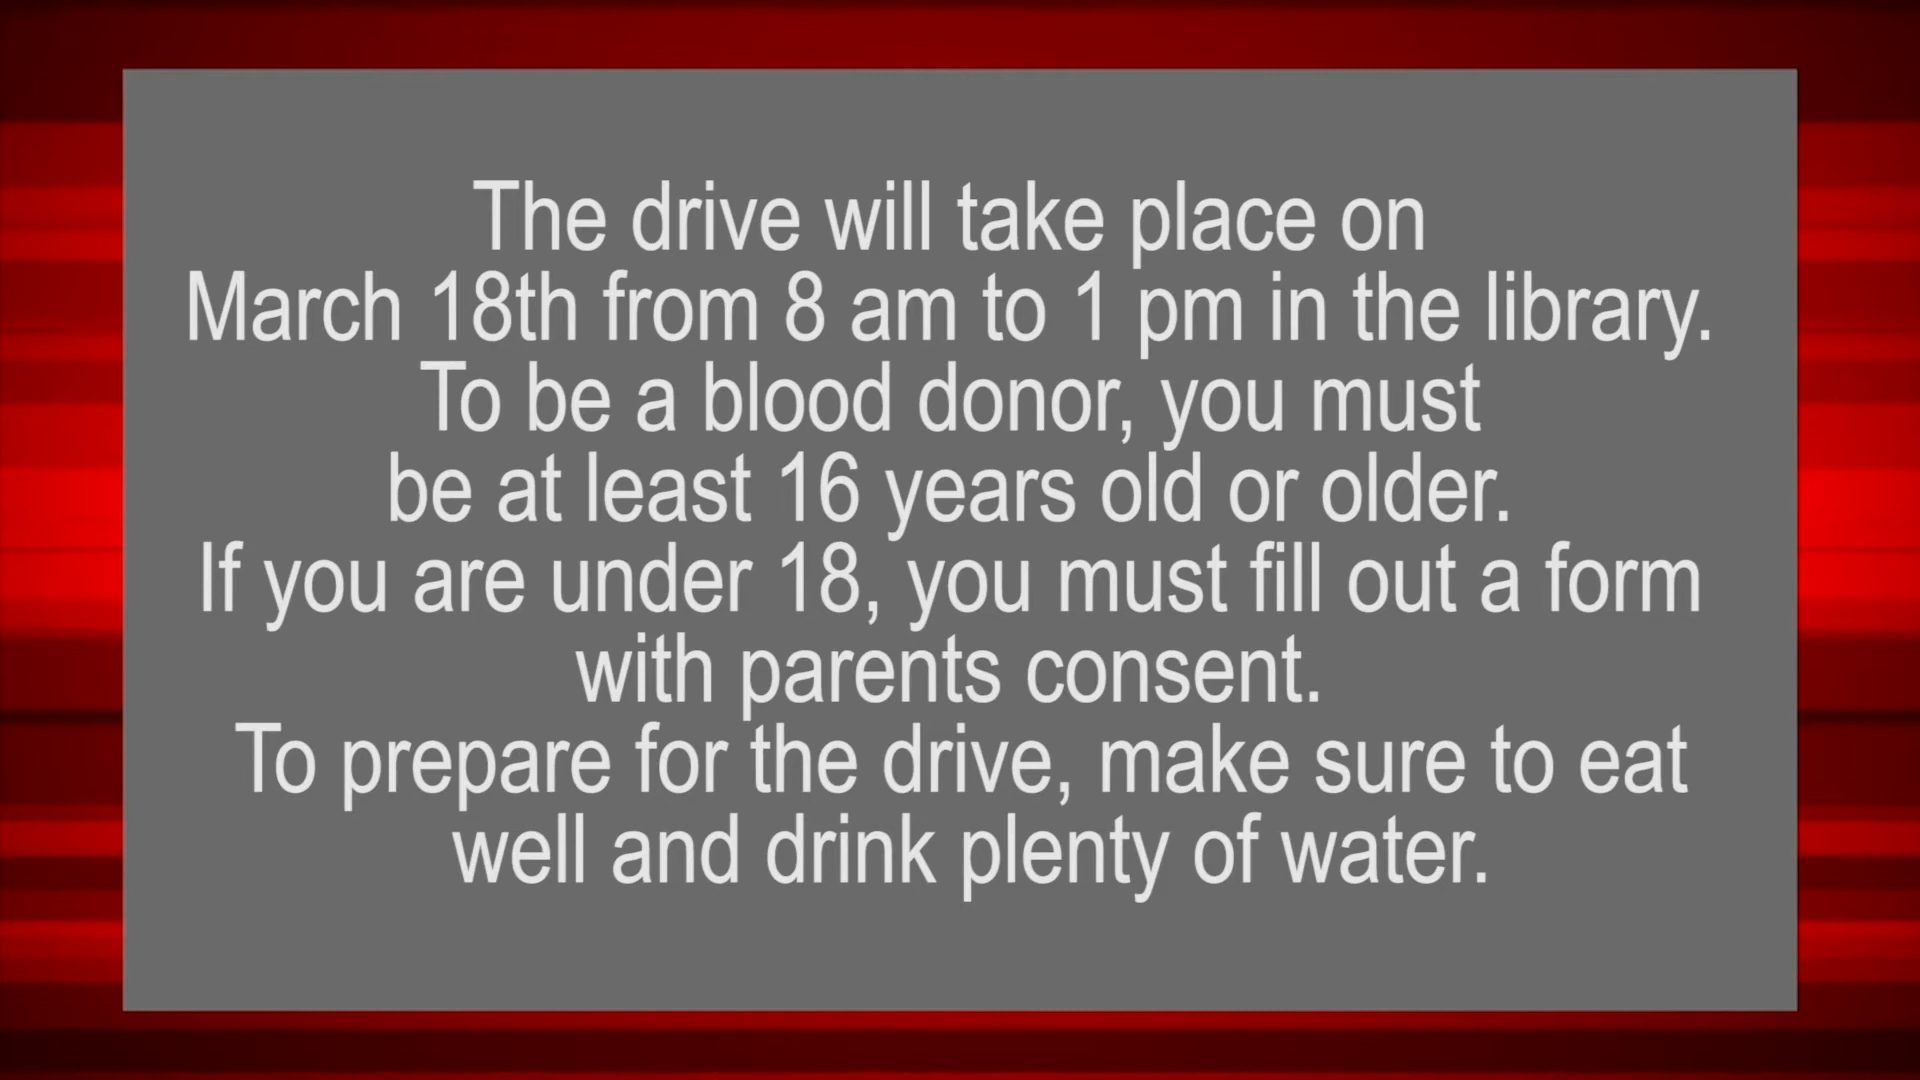 The drive will take place on
March 18th from 8 am to 1 pm in the library.
To be a blood donor, you must
be at least 16 years old or older.
If you are under 18, you must fill out a form
with parents consent.
To prepare for the drive, make sure to eat
well and drink plenty of water.